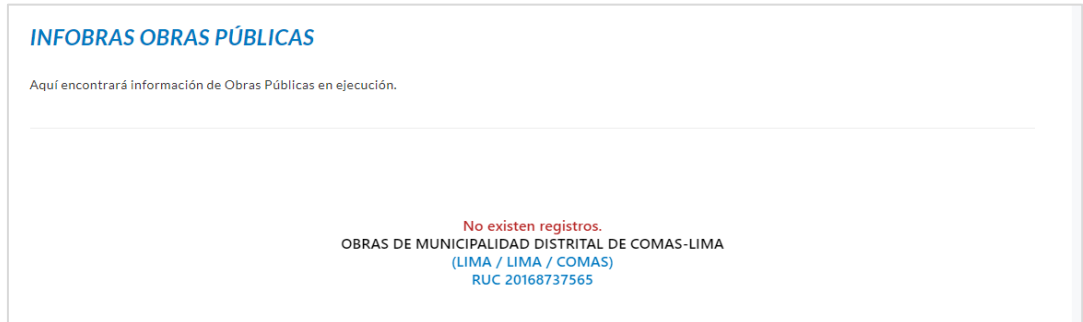 INFOBRAS OBRAS PÚBLICAS
Aquí encontrará información de Obras Públicas en ejecución.
No existen registros.
OBRAS DE MUNICIPALIDAD DISTRITAL DE COMAS-LIMA
(LIMA / LIMA / COMAS)
RUC 20168737565